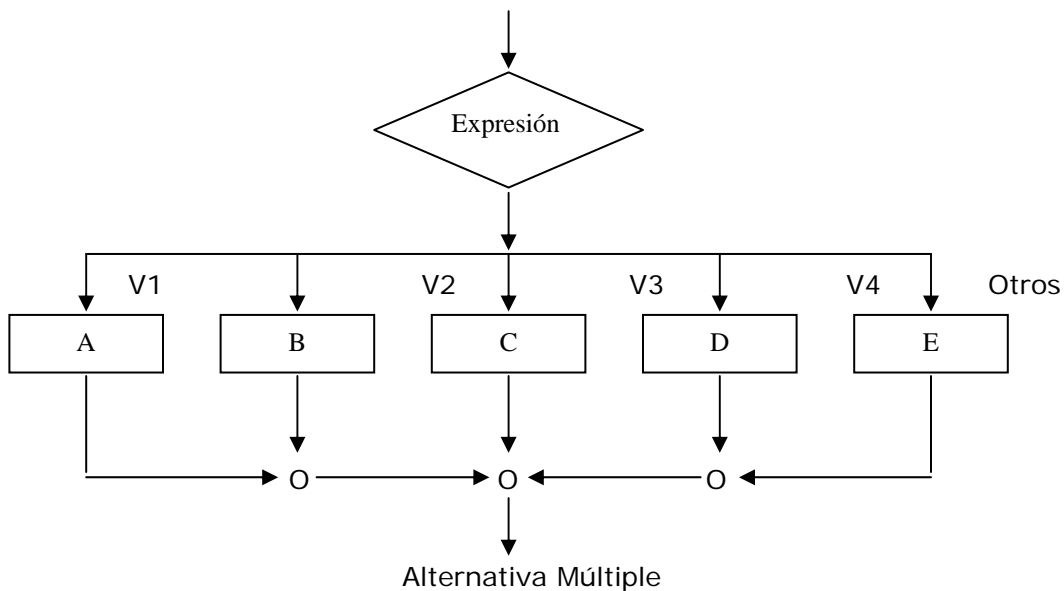 Expresión
V1 V2 V3 V4 Otros
A B C D E
O O O
Alternativa Múltiple